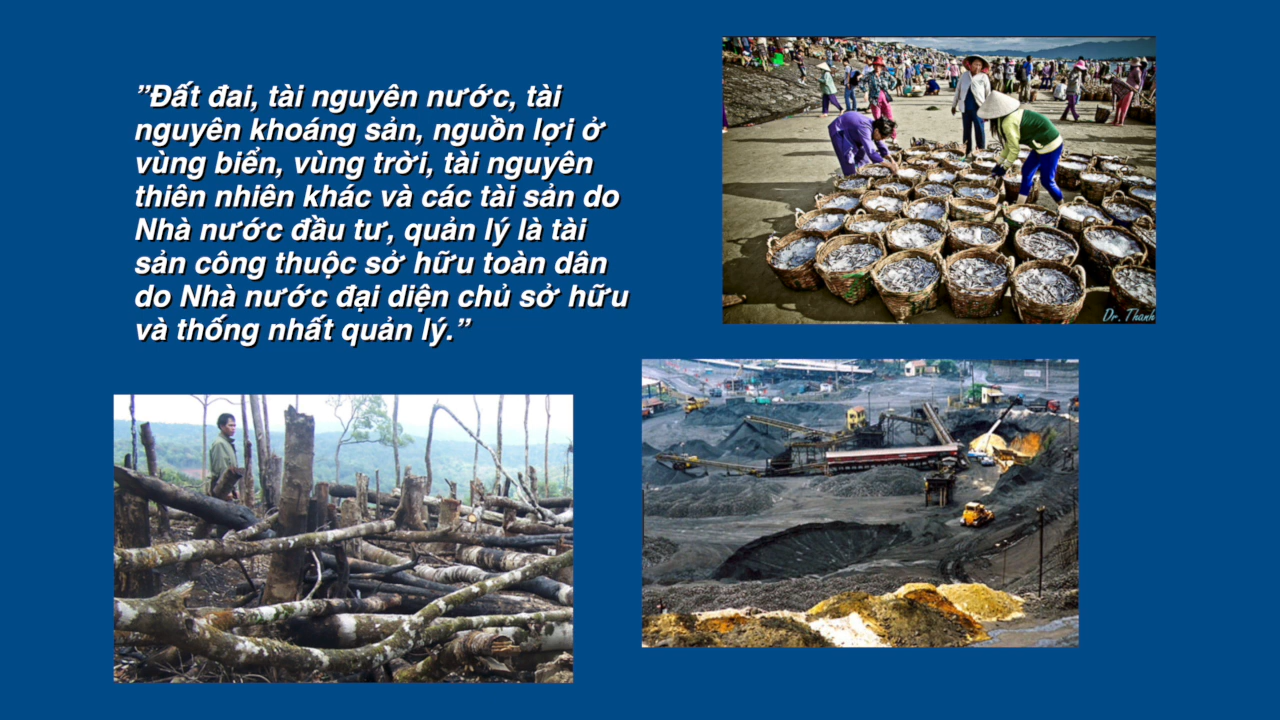 ”Đất đai, tài nguyên nước, tài
nguyên khoáng sản, nguồn lợi ở
vùng biển, vùng trời, tài nguyên
thiên nhiên khác và các tài sản do
Nhà nước đầu tư, quản lý là tài
sản công thuộc sở hữu toàn dân
do Nhà nước đại diện chủ sở hữu
và thống nhất quản lý.”
Dr. Thanh